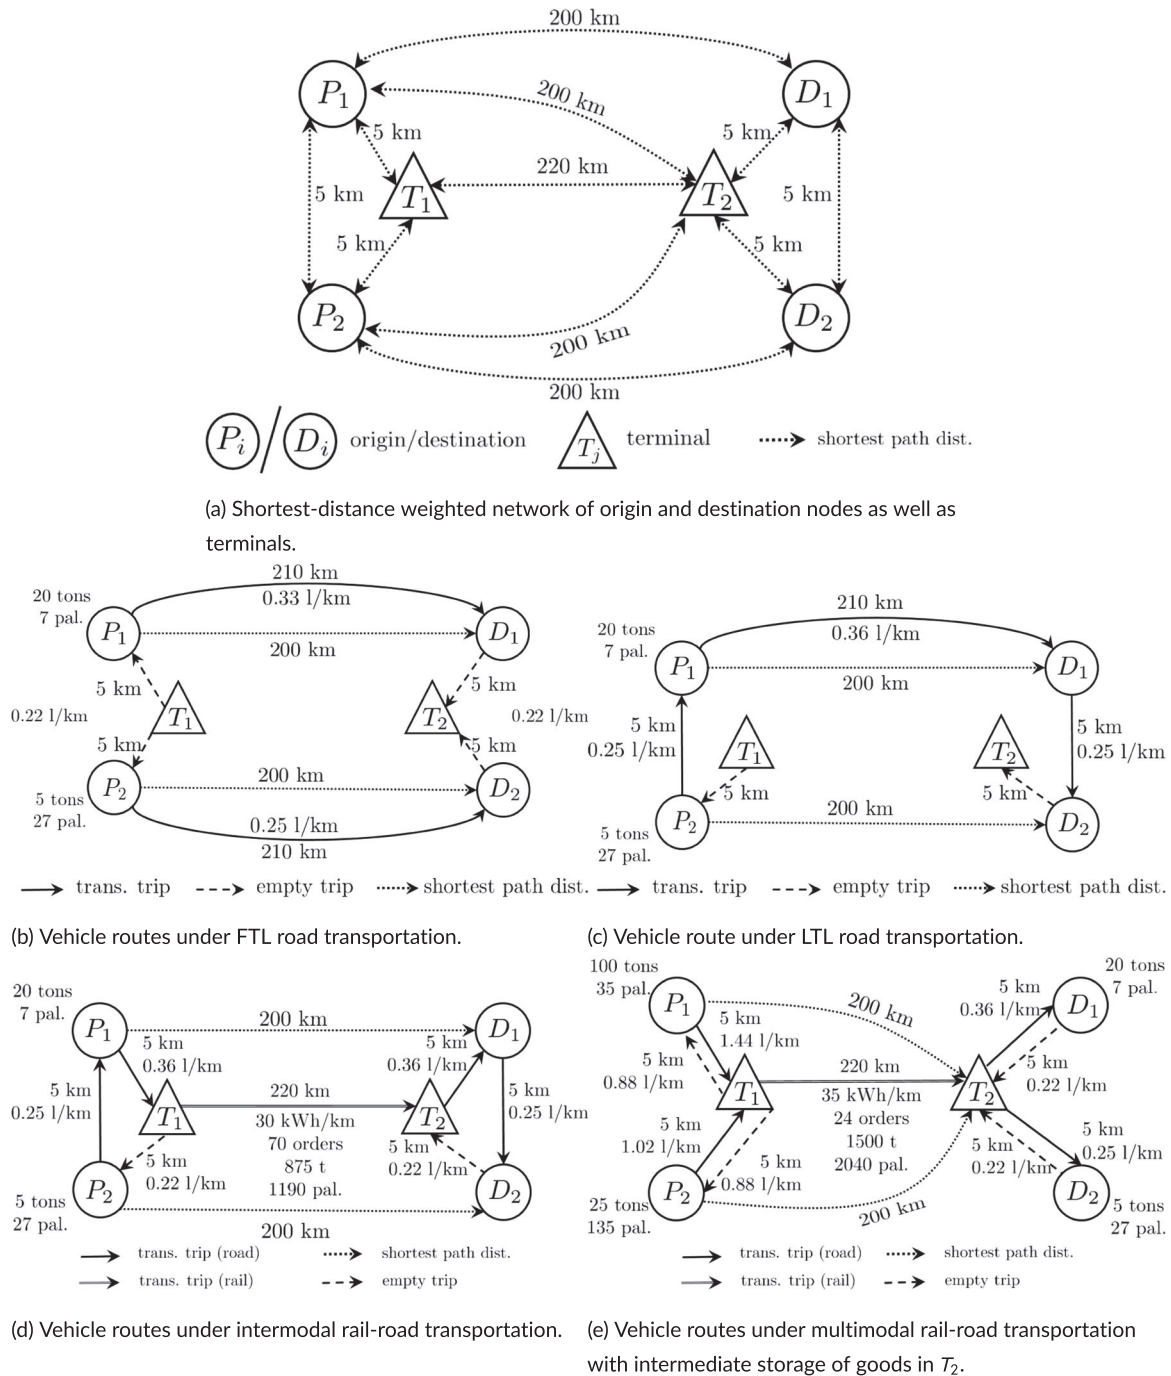 200 km
P1
D1
200 km
5 km
5 km
220 km
5 km
T1
T2
5 km
5 km
5 km
P2
D2
200 km
200 km
Pi / Di origin/destination
Tj terminal
shortest path dist.
(a) Shortest-distance weighted network of origin and destination nodes as well as
terminals.
210 km
20 tons
0.33 l/km
7 pal.
P1
D1
200 km
5 km
5 km
0.22 l/km
T1
T2
0.22 l/km
5 km
5 km
200 km
P2
D2
5 tons
27 pal.
0.25 l/km
210 km
trans. trip
empty trip
shortest path dist.
(b) Vehicle routes under FTL road transportation.
210 km
20 tons
0.36 l/km
7 pal.
P1
D1
200 km
5 km
0.25 l/km
T1
T2
5 km
0.25 l/km
5 km
5 km
200 km
P2
D2
5 tons
27 pal.
trans. trip
empty trip
shortest path dist.
(c) Vehicle route under LTL road transportation.
20 tons
7 pal.
P1
D1
200 km
5 km
0.36 l/km
5 km
0.36 l/km
5 km
0.25 l/km
T1
220 km
30 kWh/km
70 orders
875 t
1190 pal.
T2
5 km
0.25 l/km
5 km
0.22 l/km
5 km
0.22 l/km
P2
D2
5 tons
27 pal.
200 km
trans. trip (road)
shortest path dist.
trans. trip (rail)
empty trip
(d) Vehicle routes under intermodal rail-road transportation.
100 tons
35 pal.
P1
200 km
20 tons
7 pal.
D1
5 km
1.44 l/km
5 km
0.88 l/km
5 km
0.36 l/km
5 km
0.22 l/km
T1
220 km
35 kWh/km
24 orders
1500 t
2040 pal.
T2
5 km
1.02 l/km
5 km
0.88 l/km
5 km
0.22 l/km
5 km
0.25 l/km
P2
D2
25 tons
135 pal.
200 km
5 tons
27 pal.
trans. trip (road)
shortest path dist.
trans. trip (rail)
empty trip
(e) Vehicle routes under multimodal rail-road transportation
with intermediate storage of goods in T2.